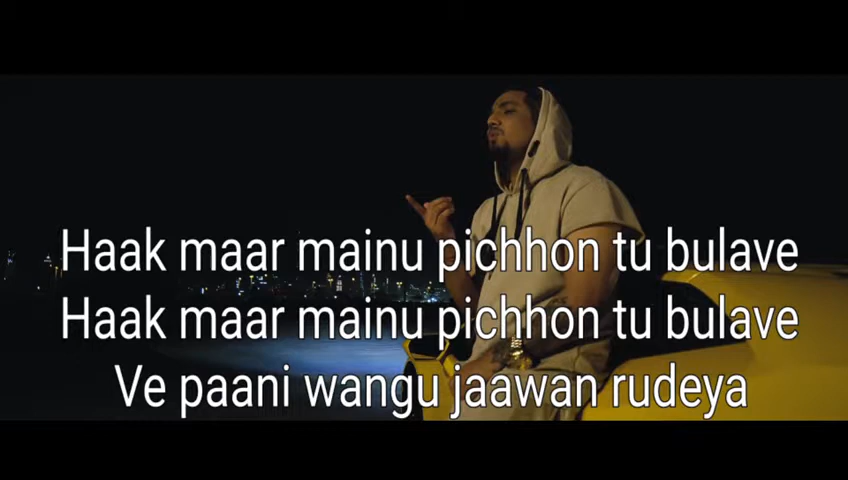 Haak maar mainu pichhon tu bulave
Haak maar mainu pichhon tu bulave
Ve paani wangu jaawan rudeya